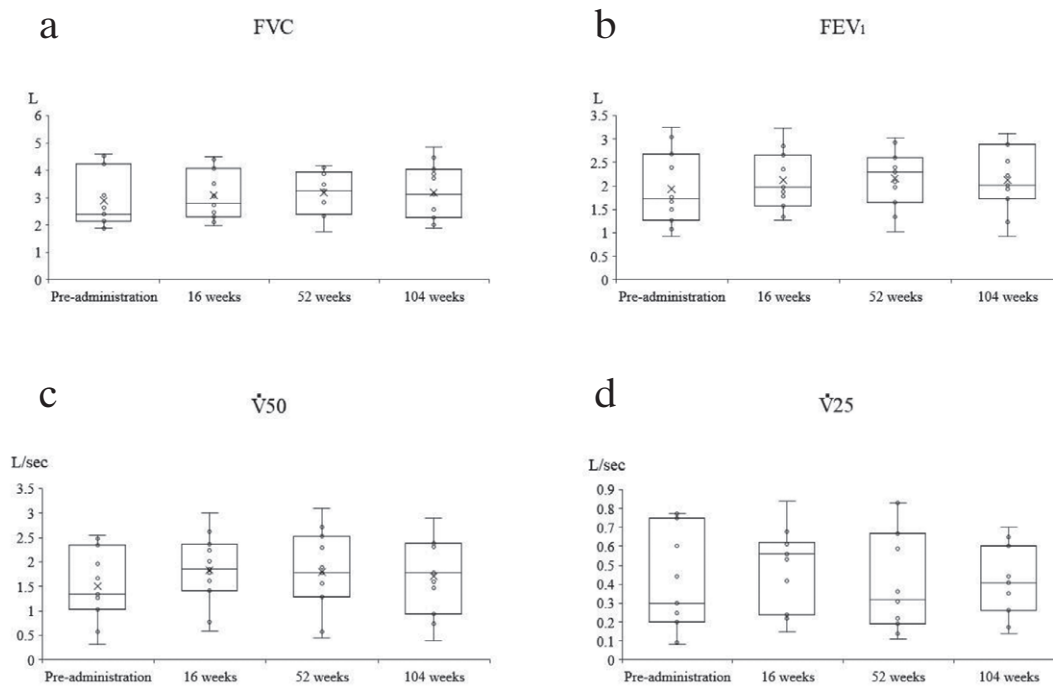 a
FVC
L
6
5
4
3
2
1
0
Pre-administration 16 weeks 52 weeks 104 weeks
b
FEV₁
L
3.5
3
2.5
2
1.5
1
0.5
0
Pre-administration 16 weeks 52 weeks 104 weeks
c
V̇50
L/sec
3.5
3
2.5
2
1.5
1
0.5
0
Pre-administration 16 weeks 52 weeks 104 weeks
d
V̇25
L/sec
0.9
0.8
0.7
0.6
0.5
0.4
0.3
0.2
0.1
0
Pre-administration 16 weeks 52 weeks 104 weeks